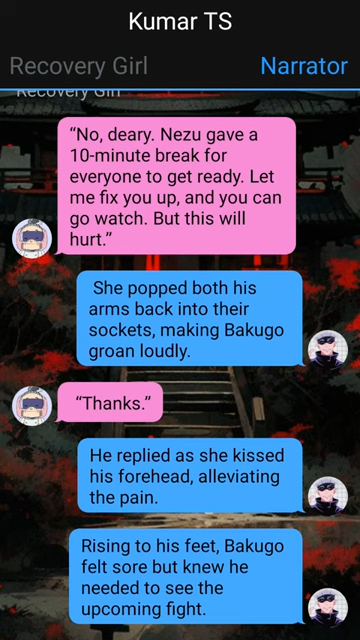 Kumar TS
Recovery Girl
Narrator
Recovery Girl
“No, deary. Nezu gave a
10-minute break for
everyone to get ready. Let
me fix you up, and you can
go watch. But this will
hurt.”
She popped both his
arms back into their
sockets, making Bakugo
groan loudly.
“Thanks.”
He replied as she kissed
his forehead, alleviating
the pain.
Rising to his feet, Bakugo
felt sore but knew he
needed to see the
upcoming fight.